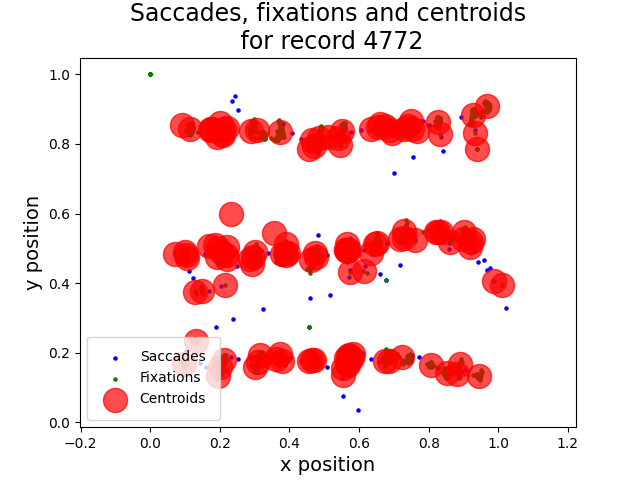 Saccades, fixations and centroids
for record 4772
1.0
0.8
0.6
0.4
0.2
0.0
y position
Saccades
Fixations
Centroids
−0.2 0.0 0.2 0.4 0.6 0.8 1.0 1.2
x position